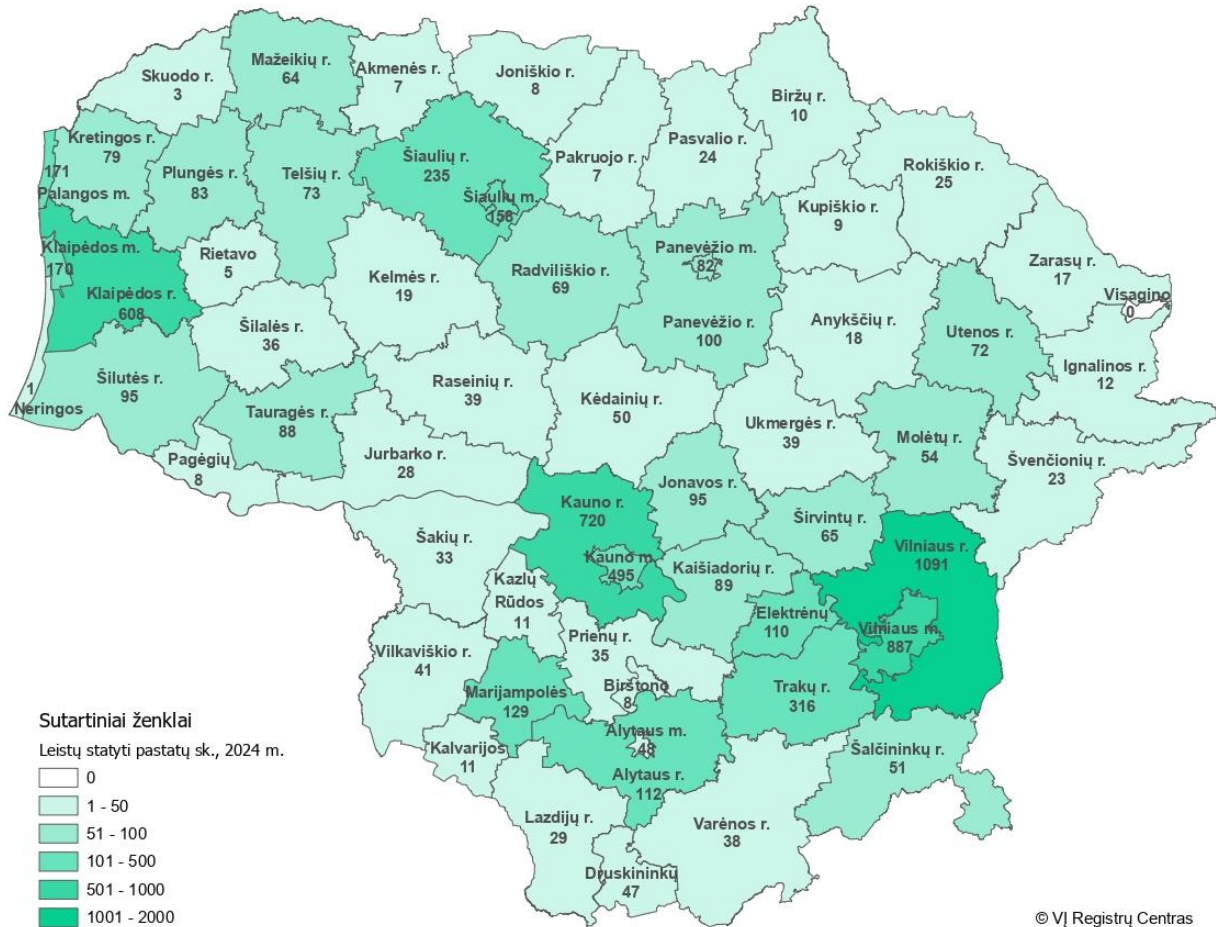 Skuodo r.
3
Mažeikių r.
64
Akmenės r.
7
Joniškio r.
8
Biržų r.
10
Kretingos r.
79
171
Palangos m.
Plungės r.
83
Telšių r.
73
Šiaulių r.
235
Šiaulių m.
158
Pakruojo r.
7
Pasvalio r.
24
Rokiškio r.
25
Kupiškio r.
9
Klaipėdos m.
170
Klaipėdos r.
608
Rietavo
5
Kelmės r.
19
Radviliškio r.
69
Panevėžio m.
82
Panevėžio r.
100
Zarasų r.
17
Visagino
0
Anykščių r.
18
Utenos r.
72
Ignalinos r.
12
Šilalės r.
36
1
Neringos
Šilutės r.
95
Tauragės r.
88
Raseinių r.
39
Kėdainių r.
50
Ukmergės r.
39
Molėtų r.
54
Švenčionių r.
23
Pagėgių
8
Jurbarko r.
28
Kauno r.
720
Jonavos r.
95
Širvintų r.
65
Šakių r.
33
Kauno m.
495
Kaišiadorių r.
89
Vilniaus r.
1091
Kazlų
Rūdos
11
Elektrėnų
110
Vilniaus m.
887
Prienų r.
35
Vilkaviškio r.
41
Marijampolės
129
Birštono
8
Trakų r.
316
Kalvarijos
11
Alytaus m.
48
Alytaus r.
112
Šalčininkų r.
51
Lazdijų r.
29
Varėnos r.
38
Druskininkų
47
Sutartiniai ženklai
Leistų statyti pastatų sk., 2024 m.
0
1 - 50
51 - 100
101 - 500
501 - 1000
1001 - 2000
© VĮ Registrų Centras